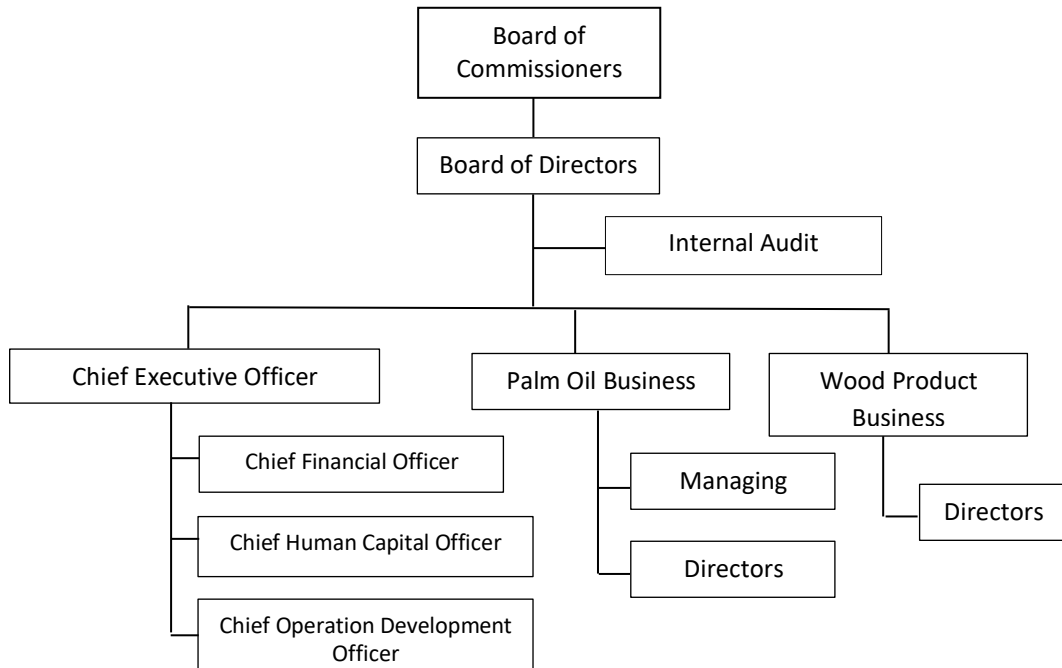 Board of
Commissioners
Board of Directors
Internal Audit
Chief Executive Officer
Palm Oil Business
Wood Product
Business
Chief Financial Officer
Managing
Directors
Chief Human Capital Officer
Directors
Chief Operation Development
Officer